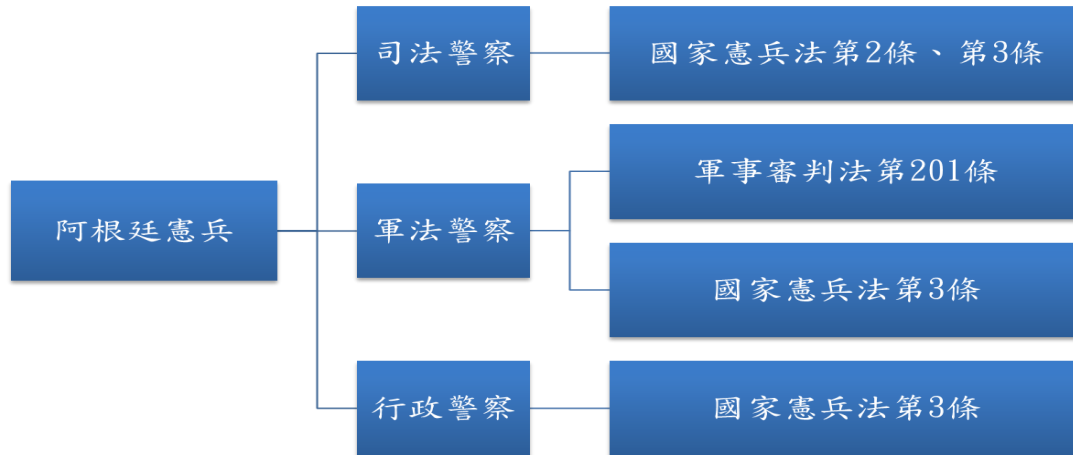 司法警察
國家憲兵法第2條、第3條
軍事審判法第201條
阿根廷憲兵
軍法警察
國家憲兵法第3條
行政警察
國家憲兵法第3條